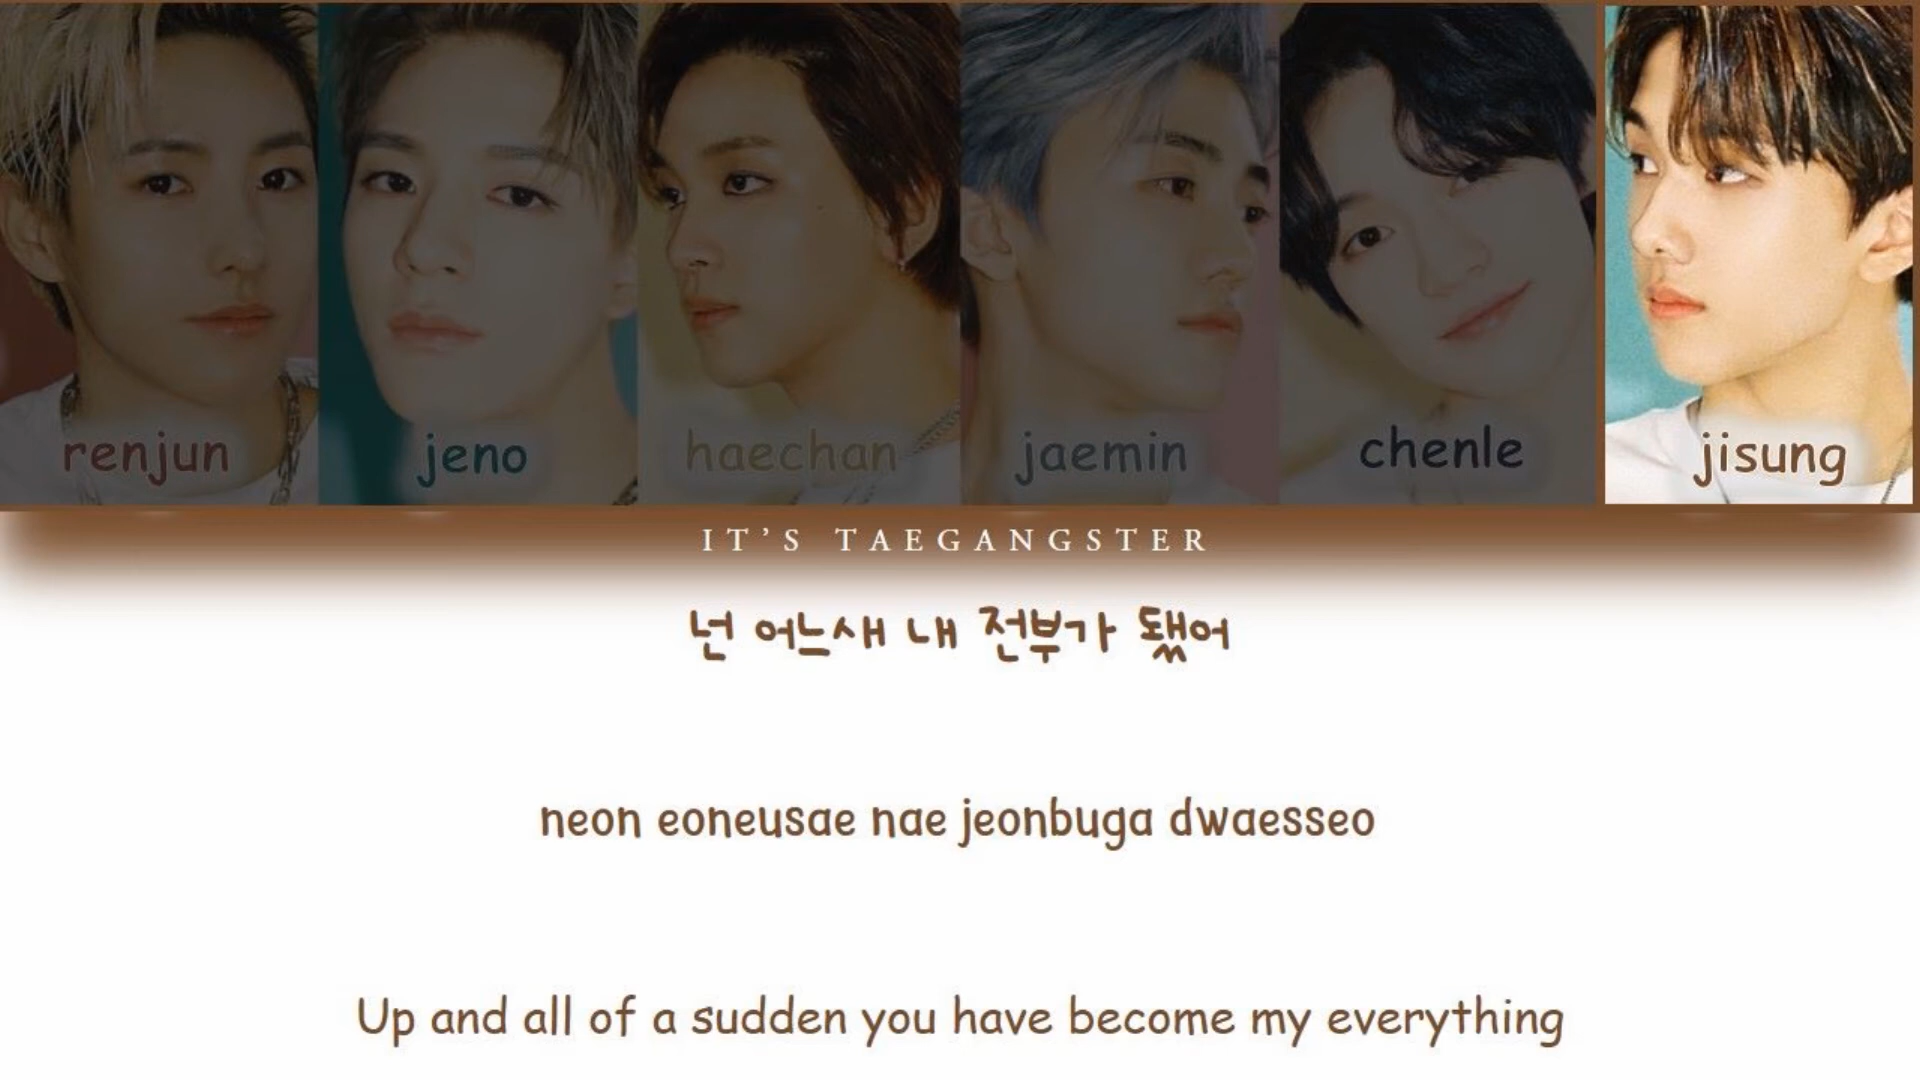 renjun jeno haechan jaemin chenle jisung
IT'S TAEGANGSTER
넌 어느새 내 전부가 됐어
neon eoneusae nae jeonbuga dwaesseo
Up and all of a sudden you have become my everything